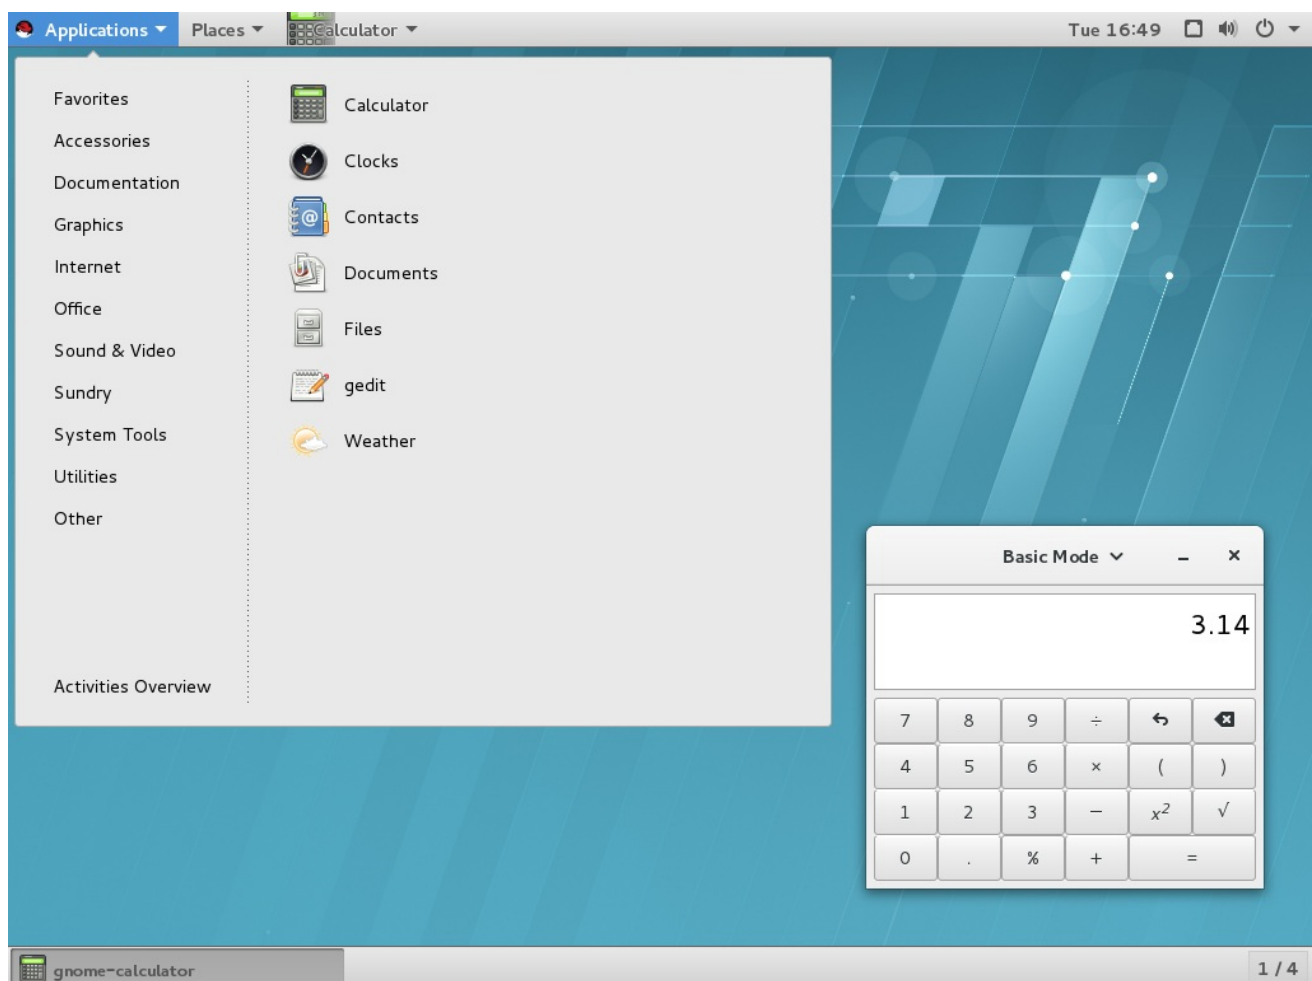 Applications Places Calculator Tue 16:49
Favorites
Accessories
Documentation
Graphics
Internet
Office
Sound & Video
Sundry
System Tools
Utilities
Other
Activities Overview
Calculator
Clocks
Contacts
Documents
Files
gedit
Weather
Basic Mode
3.14
7 8 9 ÷
4 5 6 × ( )
1 2 3 − x² √
0 . % + =
gnome-calculator
1 / 4